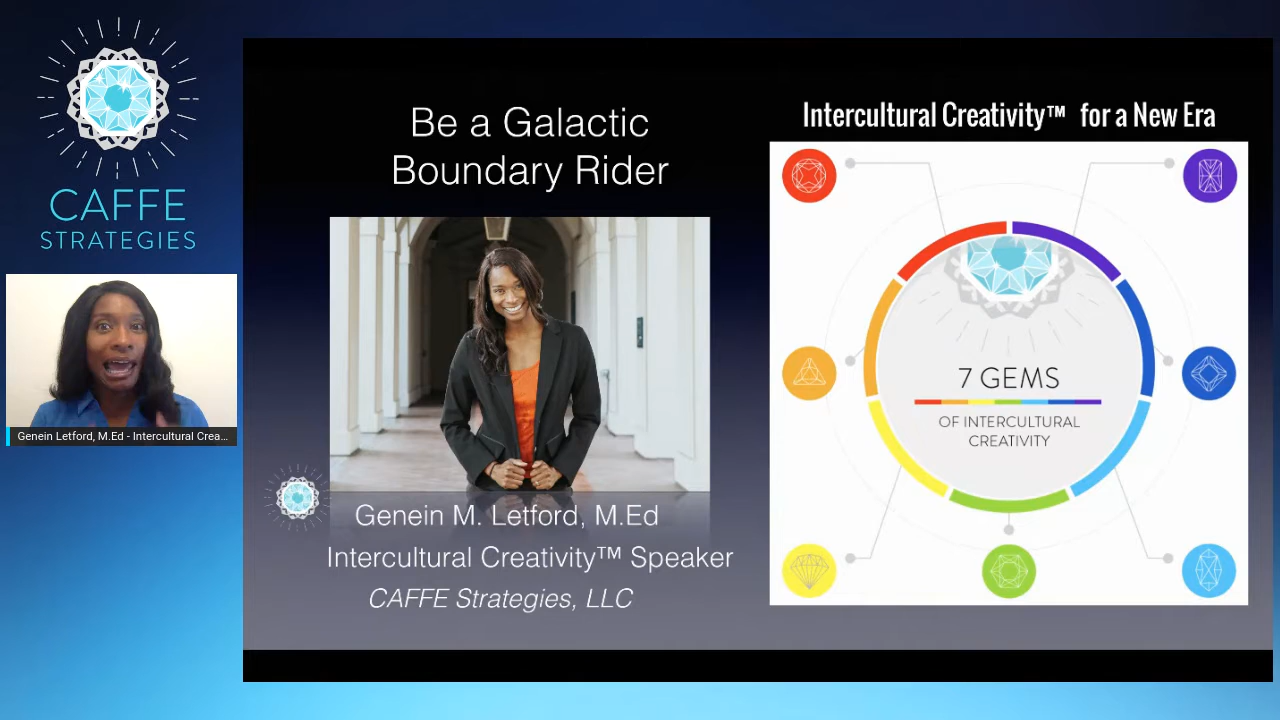 CAFFE
STRATEGIES
Genein Letford, M.Ed - Intercultural Crea...
Be a Galactic
Boundary Rider
Genein M. Letford, M.Ed
Intercultural Creativity™ Speaker
CAFFE Strategies, LLC
Intercultural Creativity™ for a New Era
7 GEMS
OF INTERCULTURAL
CREATIVITY